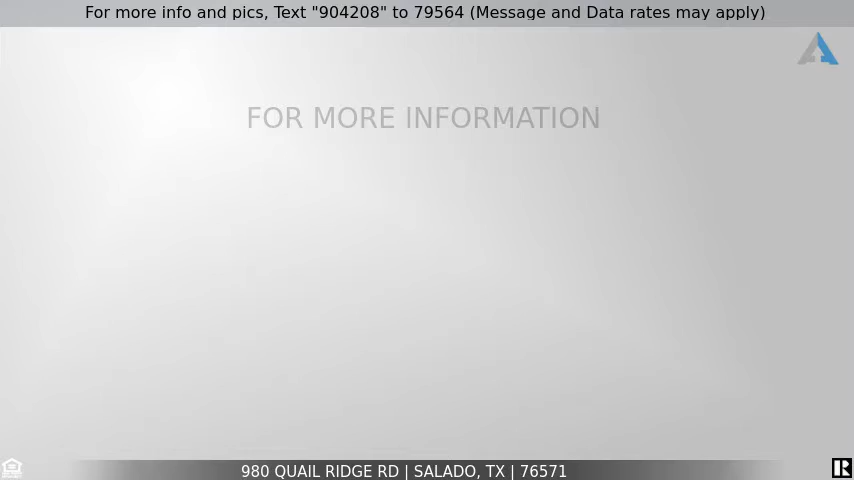 For more info and pics, Text "904208" to 79564 (Message and Data rates may apply)
FOR MORE INFORMATION
980 QUAIL RIDGE RD | SALADO, TX | 76571